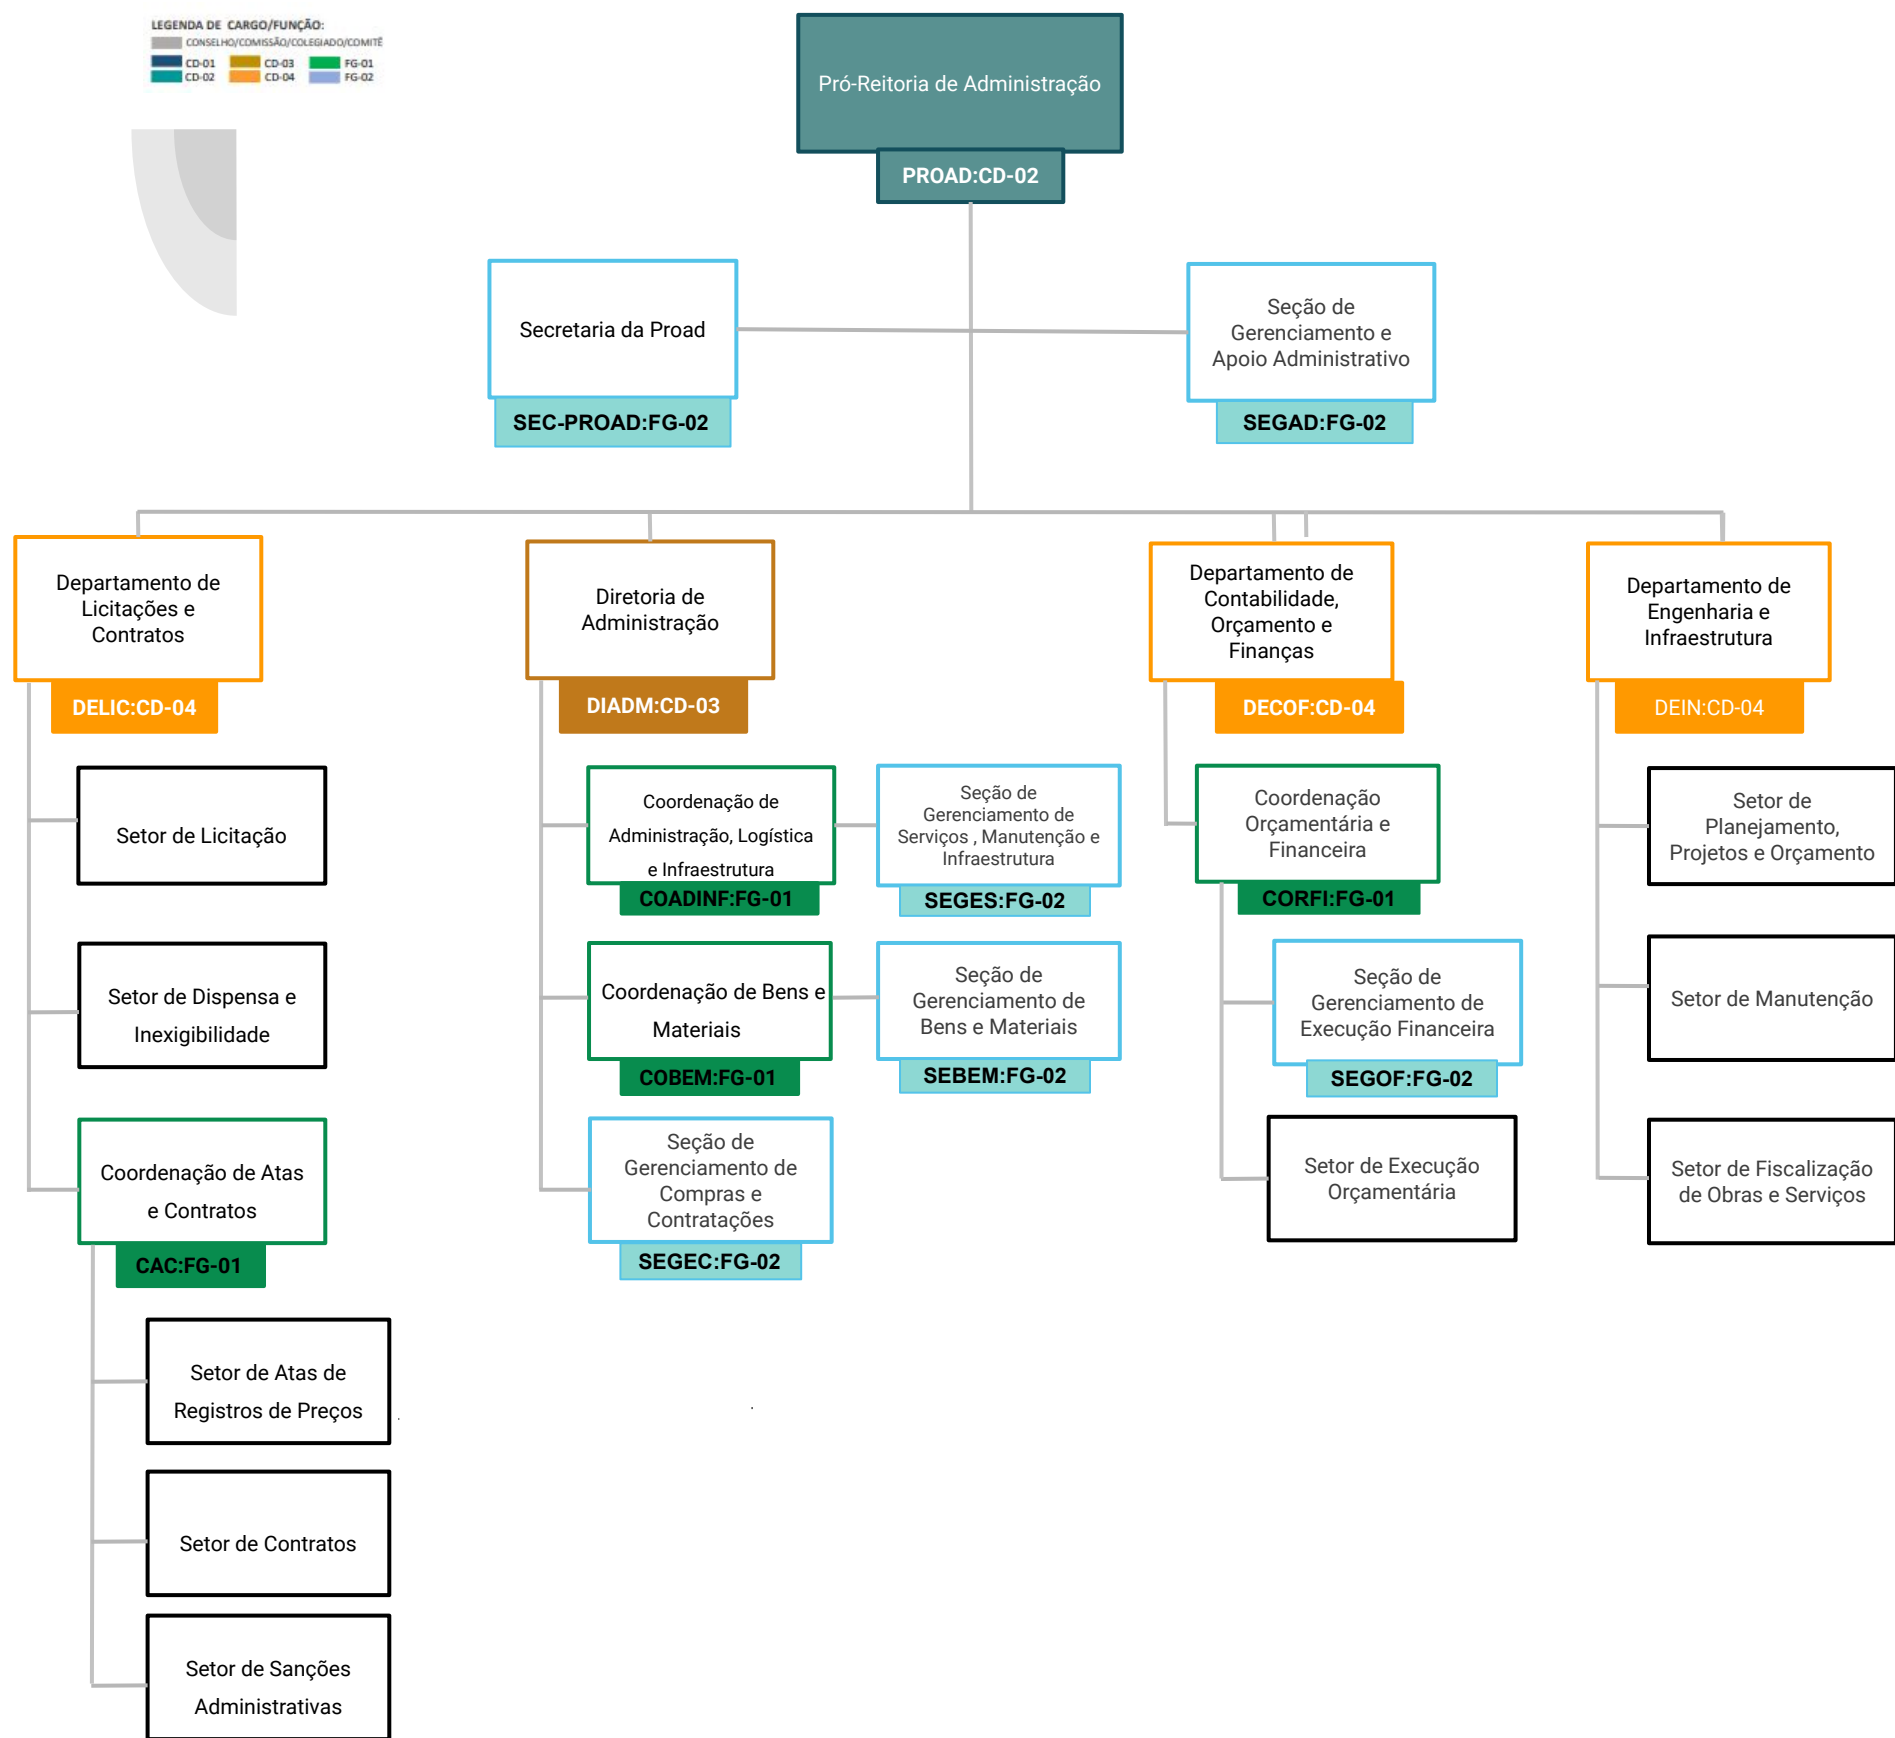 LEGENDA DE CARGO/FUNÇÃO:
CONSELHO/COMISSÃO/COLEGIADO/COMITÊ
CD-01 CD-03 FG-01
CD-02 CD-04 FG-02
Pró-Reitoria de Administração
PROAD:CD-02
Secretaria da Proad
SEC-PROAD:FG-02
Seção de
Gerenciamento e
Apoio Administrativo
SEGAD:FG-02
Departamento de
Licitações e
Contratos
DELIC:CD-04
Setor de Licitação
Setor de Dispensa e
Inexigibilidade
Coordenação de Atas
e Contratos
CAC:FG-01
Setor de Atas de
Registros de Preços
Setor de Contratos
Setor de Sanções
Administrativas
Diretoria de
Administração
DIADM:CD-03
Coordenação de
Administração, Logística
e Infraestrutura
COADINF:FG-01
Seção de
Gerenciamento de
Serviços , Manutenção e
Infraestrutura
SEGES:FG-02
Coordenação de Bens e
Materiais
COBEM:FG-01
Seção de
Gerenciamento de
Bens e Materiais
SEBEM:FG-02
Seção de
Gerenciamento de
Compras e
Contratações
SEGEC:FG-02
Departamento de
Contabilidade,
Orçamento e
Finanças
DECOF:CD-04
Coordenação
Orçamentária e
Financeira
CORFI:FG-01
Seção de
Gerenciamento de
Execução Financeira
SEGOF:FG-02
Setor de Execução
Orçamentária
Departamento de
Engenharia e
Infraestrutura
DEIN:CD-04
Setor de
Planejamento,
Projetos e Orçamento
Setor de Manutenção
Setor de Fiscalização
de Obras e Serviços